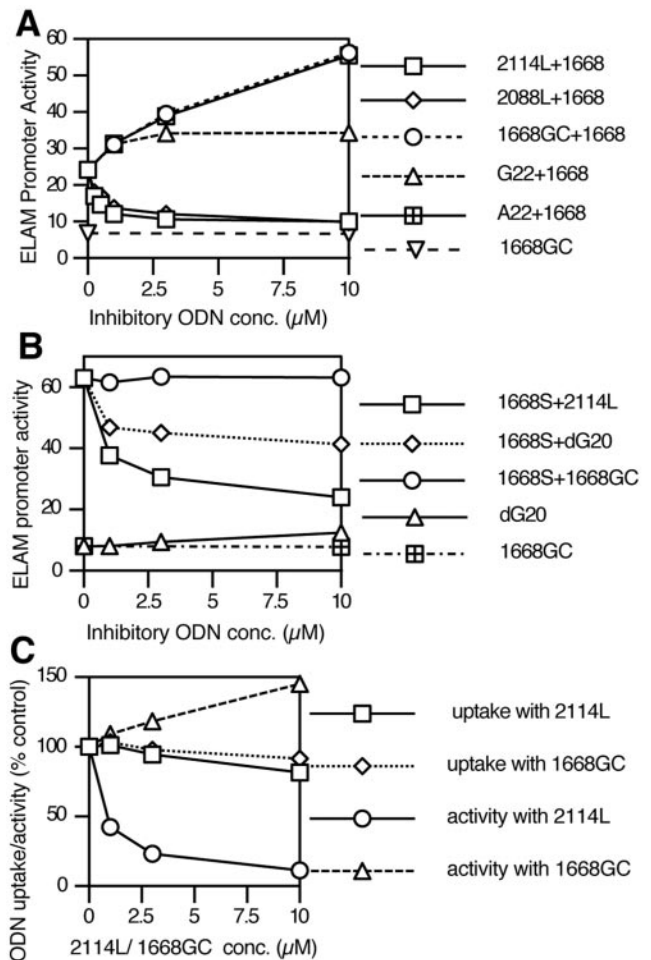 A
ELAM Promoter Activity
60
50
40
30
20
10
0
0 2.5 5 7.5 10
Inhibitory ODN conc. (µM)
2114L+1668
2088L+1668
1668GC+1668
G22+1668
A22+1668
1668GC
B
ELAM promoter activity
60
40
20
0
0 2.5 5 7.5 10
Inhibitory ODN conc. (µM)
1668S+2114L
1668S+dG20
1668S+1668GC
dG20
1668GC
C
ODN uptake/activity (% control)
150
100
50
0
0 2.5 5 7.5 10
2114L/ 1668GC conc. (µM)
uptake with 2114L
uptake with 1668GC
activity with 2114L
activity with 1668GC